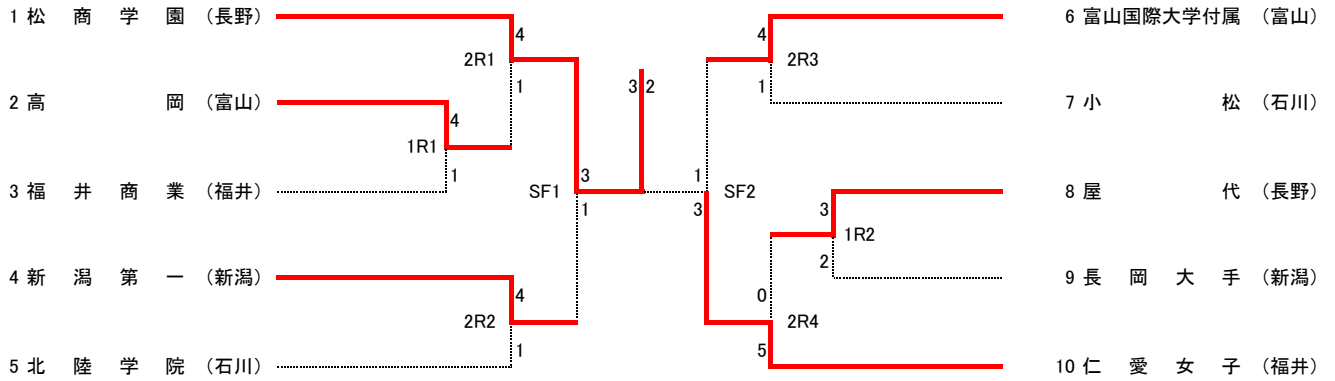 1 松商学園 (長野)
4
2R1
1
2 高岡 (富山)
4
1R1
1
3 福井商業 (福井)
3
SF1
1
4 新潟第一 (新潟)
4
2R2
1
5 北陸学院 (石川)
3 2
6 富山国際大学付属 (富山)
4
2R3
1
7 小松 (石川)
1
SF2
3
8 屋代 (長野)
3
1R2
2
9 長岡大手 (新潟)
0
2R4
5
10 仁愛女子 (福井)